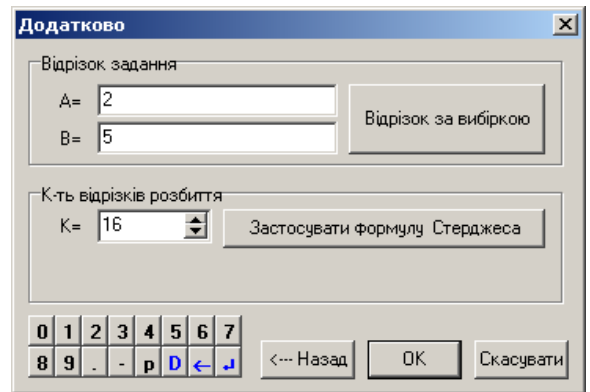 Додатково
Відрізок задання
A= 2
B= 5
Відрізок за вибіркою
К-ть відрізків розбиття
K= 16
Застосувати формулу Стерджеса
0 1 2 3 4 5 6 7
8 9 . - p D ← ↲
<--- Назад
OK
Скасувати